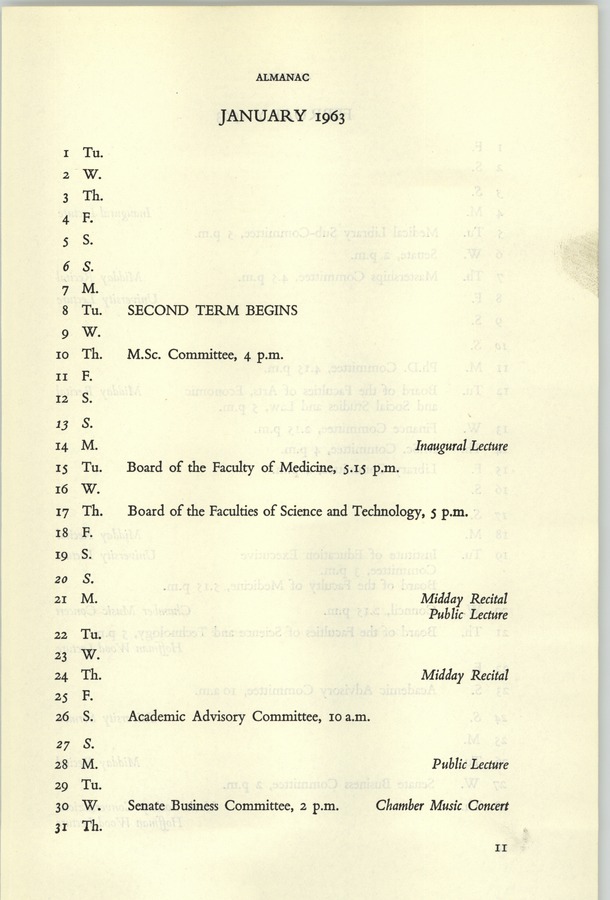 ALMANAC
JANUARY 1963
1 Tu.
2 W.
3 Th.
4 F.
5 S.
6 S.
7 M.
8 Tu. SECOND TERM BEGINS
9 W.
10 Th. M.Sc. Committee, 4 p.m.
11 F.
12 S.
13 S.
14 M. Inaugural Lecture
15 Tu. Board of the Faculty of Medicine, 5.15 p.m.
16 W.
17 Th. Board of the Faculties of Science and Technology, 5 p.m.
18 F.
19 S.
20 S.
21 M. Midday Recital
Public Lecture
22 Tu.
23 W.
24 Th. Midday Recital
25 F.
26 S. Academic Advisory Committee, 10 a.m.
27 S.
28 M. Public Lecture
29 Tu.
30 W. Senate Business Committee, 2 p.m. Chamber Music Concert
31 Th.
11